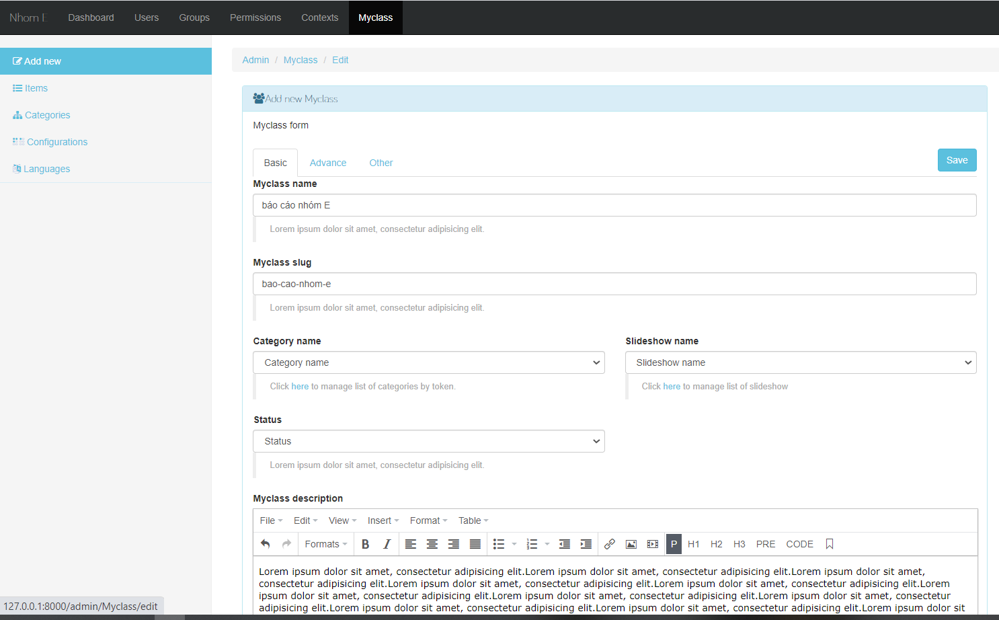 Nhom E Dashboard Users Groups Permissions Contexts Myclass
Add new
Items
Categories
Configurations
Languages
Admin / Myclass / Edit
Add new Myclass
Myclass form
Basic Advance Other Save
Myclass name
báo cáo nhóm E
Lorem ipsum dolor sit amet, consectetur adipisicing elit.
Myclass slug
bao-cao-nhom-e
Lorem ipsum dolor sit amet, consectetur adipisicing elit.
Category name Slideshow name
Category name Slideshow name
Click here to manage list of categories by token. Click here to manage list of slideshow
Status
Status
Lorem ipsum dolor sit amet, consectetur adipisicing elit.
Myclass description
File Edit View Insert Format Table
Formats B I P H1 H2 H3 PRE CODE
Lorem ipsum dolor sit amet, consectetur adipisicing elit.Lorem ipsum dolor sit amet, consectetur adipisicing elit.Lorem ipsum dolor sit amet,
consectetur adipisicing elit.Lorem ipsum dolor sit amet, consectetur adipisicing elit.Lorem ipsum dolor sit amet, consectetur adipisicing elit.Lorem
ipsum dolor sit amet, consectetur adipisicing elit.Lorem ipsum dolor sit amet, consectetur adipisicing elit.Lorem ipsum dolor sit amet, consectetur
adipisicing elit.Lorem ipsum dolor sit amet, consectetur adipisicing elit.Lorem ipsum dolor sit amet, consectetur adipisicing elit.Lorem ipsum dolor sit
127.0.0.1:8000/admin/Myclass/edit